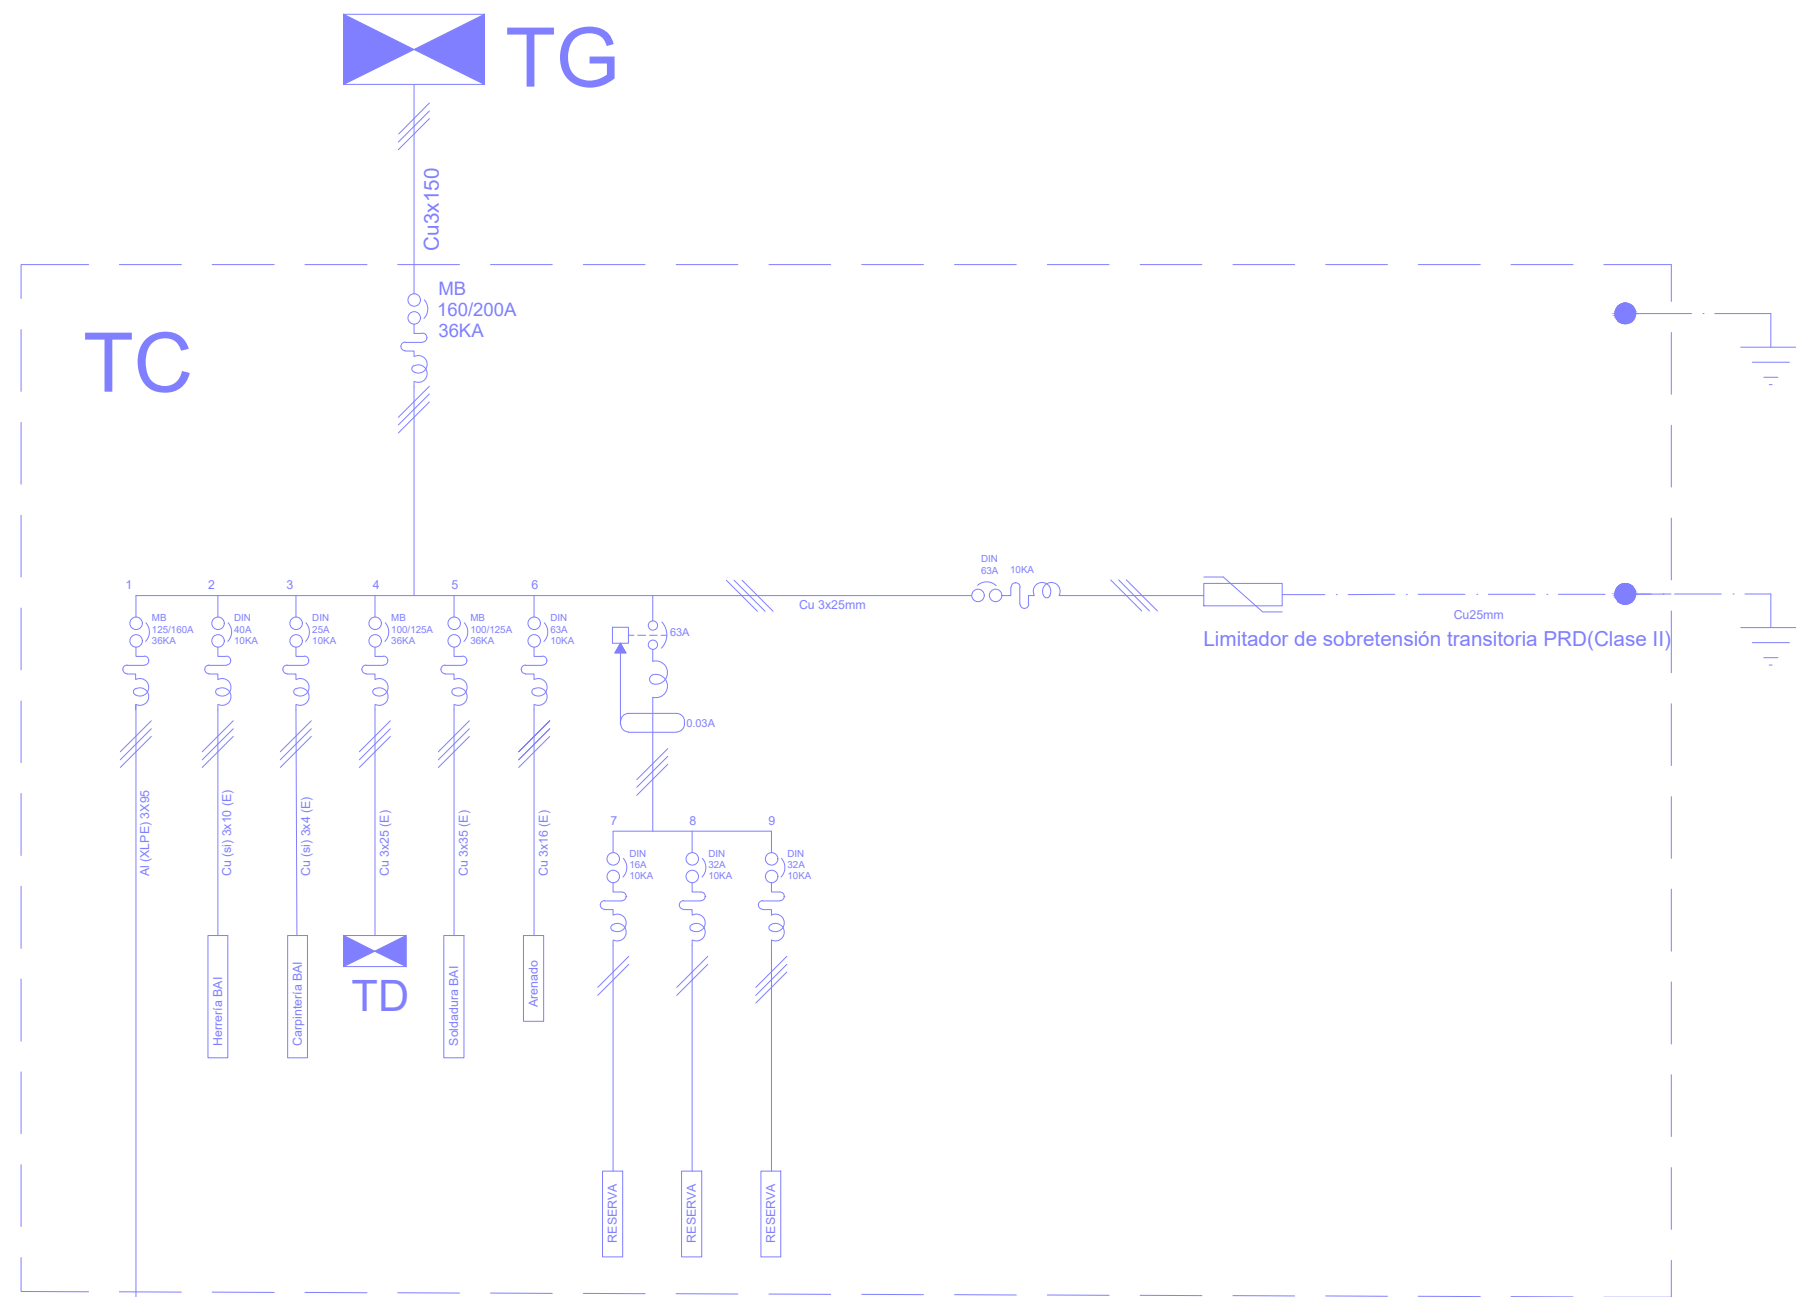 TG
Cu3x150
MB
160/200A
36KA
TC
1
2
3
4
5
6
MB
125/160A
36KA
DIN
40A
10KA
DIN
25A
10KA
MB
100/125A
36KA
MB
100/125A
36KA
DIN
63A
10KA
63A
0.03A
Cu 3x25mm
DIN
63A
10KA
Cu25mm
Limitador de sobretensión transitoria PRD(Clase II)
Al (XLPE) 3X95
Cu (si) 3x10 (E)
Cu (si) 3x4 (E)
Cu 3x25 (E)
Cu 3x35 (E)
Cu 3x16 (E)
7
8
9
DIN
16A
10KA
DIN
32A
10KA
DIN
32A
10KA
Herrería BAI
Carpintería BAI
TD
Soldadura BAI
Arenado
RESERVA
RESERVA
RESERVA